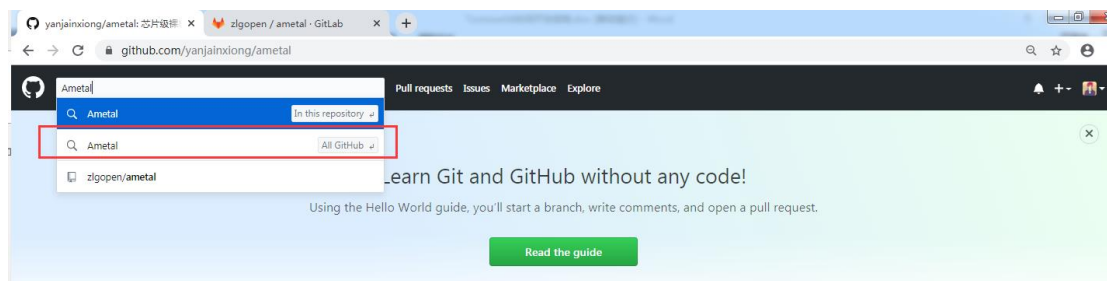 yanjainxiong/ametal: 芯片级
zlgopen / ametal · GitLab
github.com/yanjainxiong/ametal
Ametal
Pull requests Issues Marketplace Explore
Ametal In this repository
Ametal All GitHub
zlgopen/ametal
Learn Git and GitHub without any code!
Using the Hello World guide, you'll start a branch, write comments, and open a pull request.
Read the guide